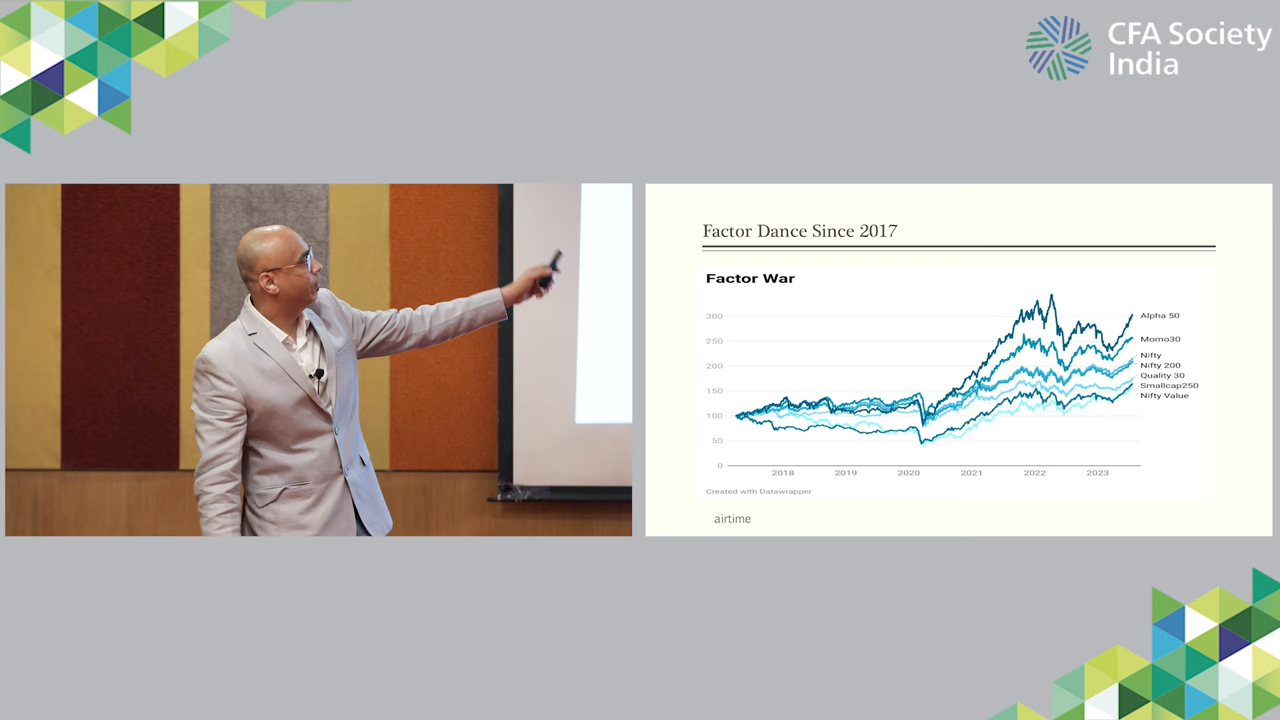 CFA Society
India
Factor Dance Since 2017
Factor War
300
250
200
150
100
50
0
Alpha 50
Momo30
Nifty
Nifty 200
Quality 30
Smallcap250
Nifty Value
2018 2019 2020 2021 2022 2023
Created with Datawrapper
airtime